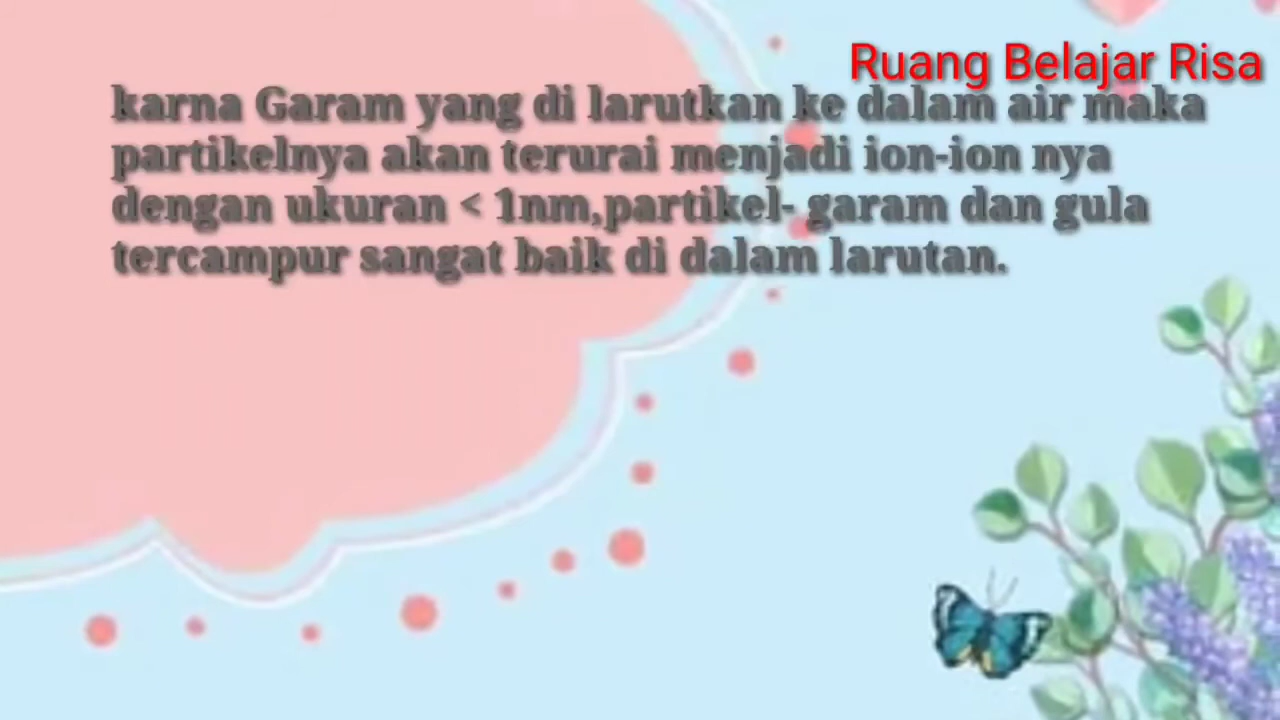 Ruang Belajar Risa
karna Garam yang di larutkan ke dalam air maka
partikelnya akan terurai menjadi ion-ion nya
dengan ukuran < 1nm,partikel- garam dan gula
tercampur sangat baik di dalam larutan.